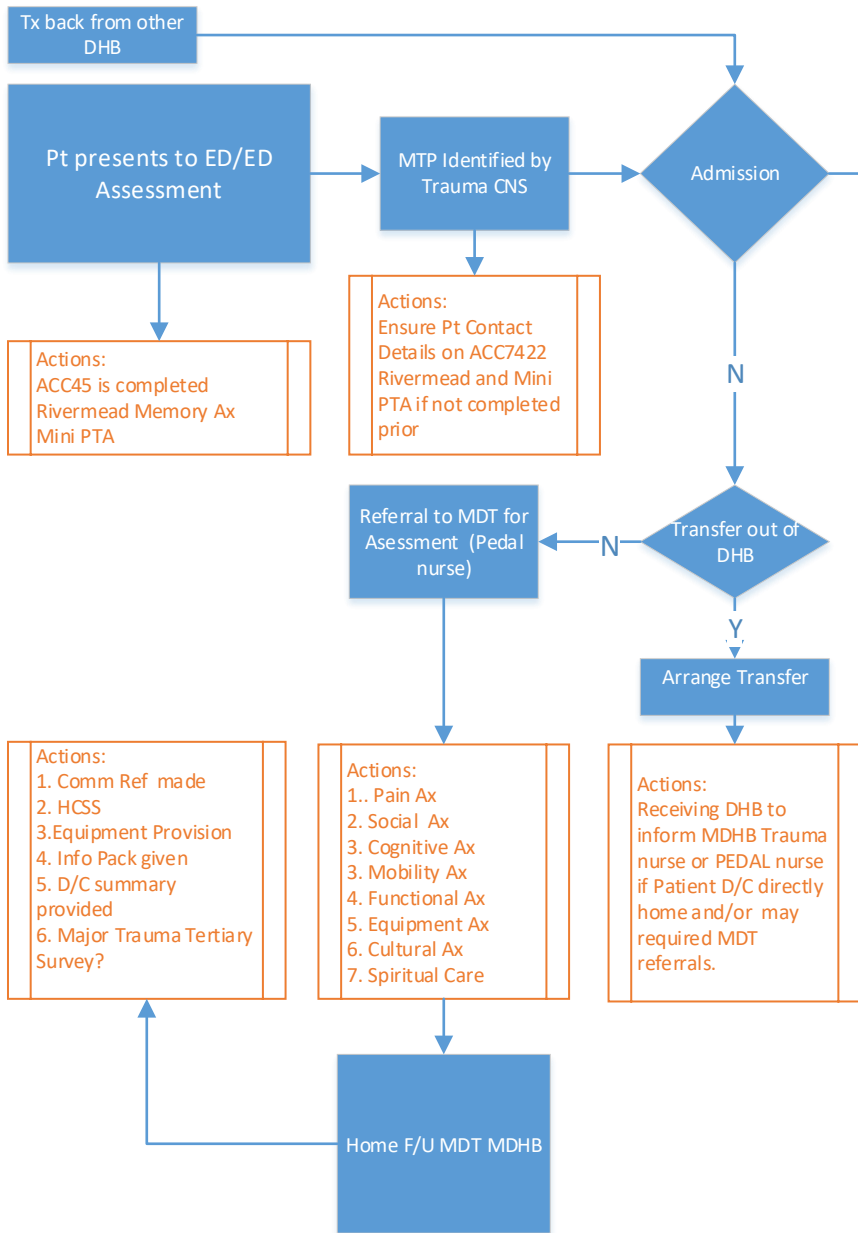 Tx back from other
DHB
Pt presents to ED/ED
Assessment
MTP Identified by
Trauma CNS
Admission
Actions:
ACC45 is completed
Rivermead Memory Ax
Mini PTA
Actions:
Ensure Pt Contact
Details on ACC7422
Rivermead and Mini
PTA if not completed
prior
N
Referral to MDT for
Asessment (Pedal
nurse)
N
Transfer out of
DHB
Y
Arrange Transfer
Actions:
1. Comm Ref made
2. HCSS
3.Equipment Provision
4. Info Pack given
5. D/C summary
provided
6. Major Trauma Tertiary
Survey?
Actions:
1.. Pain Ax
2. Social Ax
3. Cognitive Ax
3. Mobility Ax
4. Functional Ax
5. Equipment Ax
6. Cultural Ax
7. Spiritual Care
Actions:
Receiving DHB to
inform MDHB Trauma
nurse or PEDAL nurse
if Patient D/C directly
home and/or may
required MDT
referrals.
Home F/U MDT MDHB